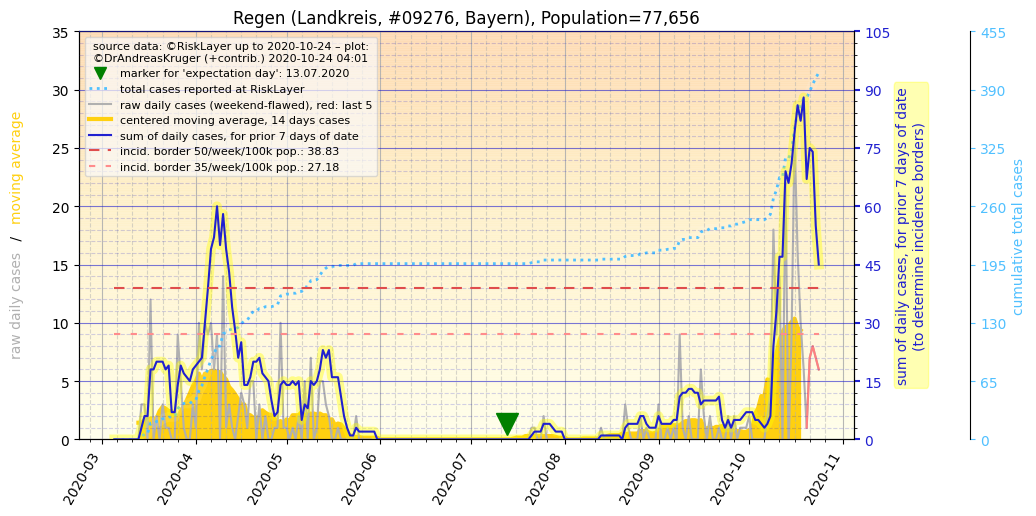 Regen (Landkreis, #09276, Bayern), Population=77,656
source data: ©RiskLayer up to 2020-10-24 – plot:
©DrAndreasKruger (+contrib.) 2020-10-24 04:01
marker for 'expectation day': 13.07.2020
total cases reported at RiskLayer
raw daily cases (weekend-flawed), red: last 5
centered moving average, 14 days cases
sum of daily cases, for prior 7 days of date
incid. border 50/week/100k pop.: 38.83
incid. border 35/week/100k pop.: 27.18
raw daily cases / moving average
35
30
25
20
15
10
5
0
2020-03
2020-04
2020-05
2020-06
2020-07
2020-08
2020-09
2020-10
2020-11
105
90
75
60
45
30
15
0
sum of daily cases, for prior 7 days of date
(to determine incidence borders)
455
390
325
260
195
130
65
0
cumulative total cases